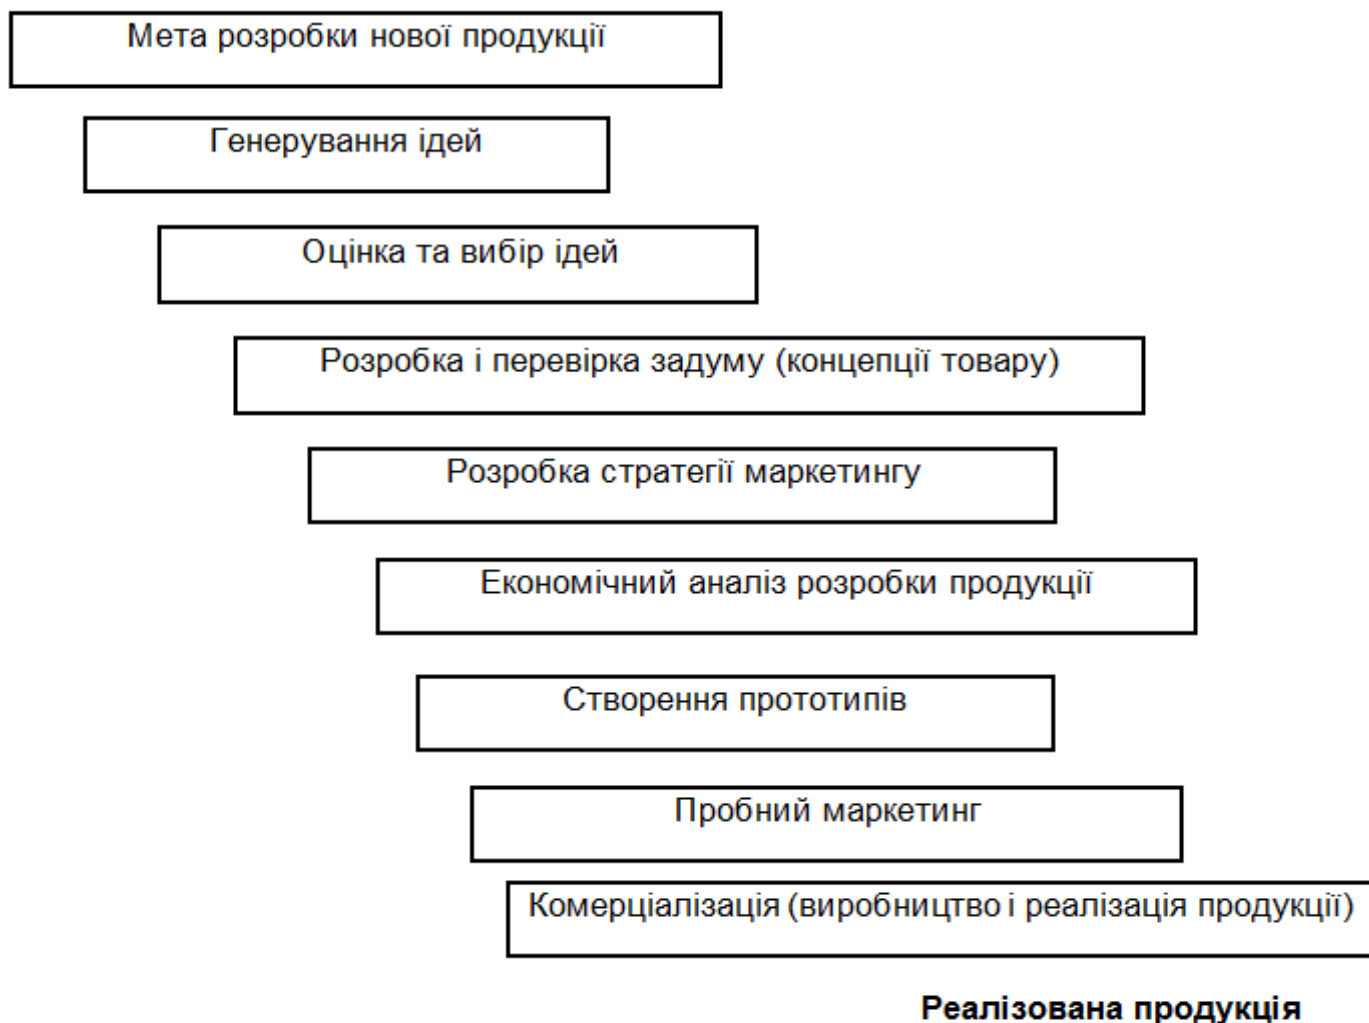 Мета розробки нової продукції
Генерування ідей
Оцінка та вибір ідей
Розробка і перевірка задуму (концепції товару)
Розробка стратегії маркетингу
Економічний аналіз розробки продукції
Створення прототипів
Пробний маркетинг
Комерціалізація (виробництво і реалізація продукції)
Реалізована продукція